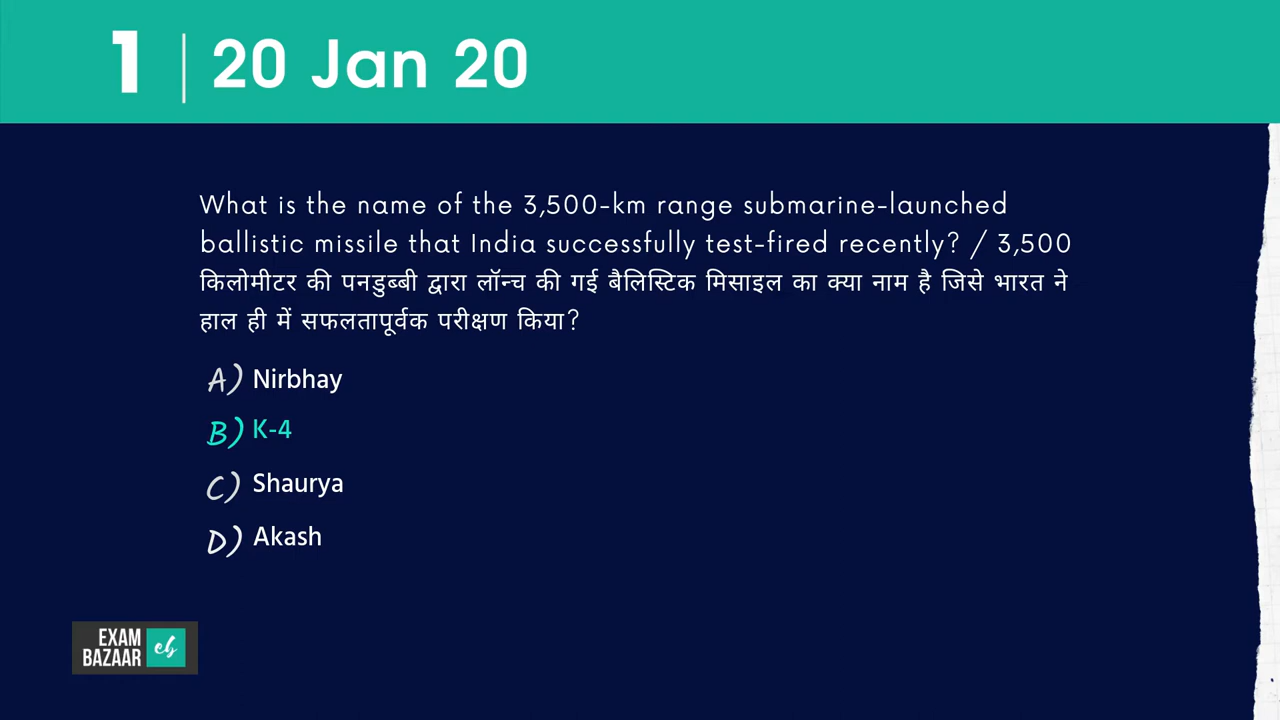 1 | 20 Jan 20
What is the name of the 3,500-km range submarine-launched
ballistic missile that India successfully test-fired recently? / 3,500
किलोमीटर की पनडुब्बी द्वारा लॉन्च की गई बैलिस्टिक मिसाइल का क्या नाम है जिसे भारत ने
हाल ही में सफलतापूर्वक परीक्षण किया?
A) Nirbhay
B) K-4
C) Shaurya
D) Akash
EXAM
BAZAAR eb